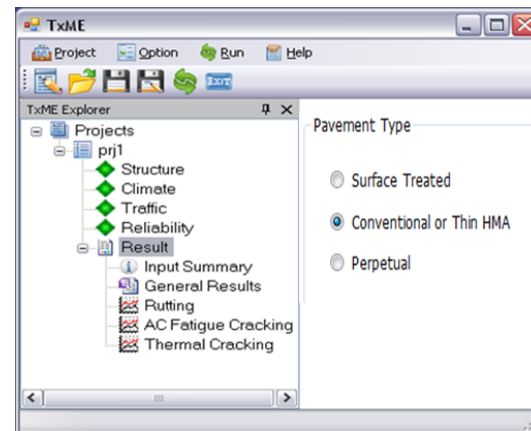 TxME
Project Option Run Help
EXIT
TxME Explorer
Projects
prj1
Structure
Climate
Traffic
Reliability
Result
Input Summary
General Results
Rutting
AC Fatigue Cracking
Thermal Cracking
Pavement Type
Surface Treated
Conventional or Thin HMA
Perpetual